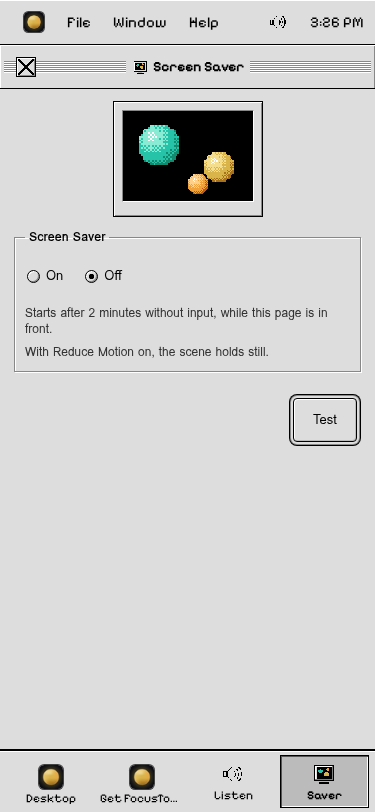 File Window Help 3:26 PM
Screen Saver
Screen Saver
On Off
Starts after 2 minutes without input, while this page is in
front.
With Reduce Motion on, the scene holds still.
Test
Desktop GetFocusTo... Listen Saver